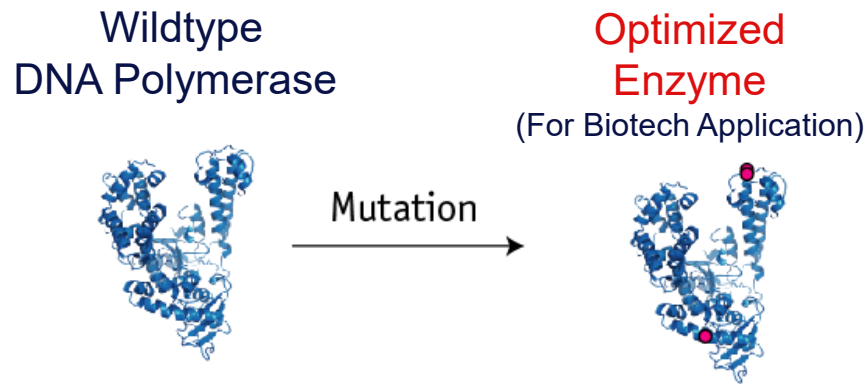 Wildtype
DNA Polymerase
Optimized
Enzyme
(For Biotech Application)
Mutation